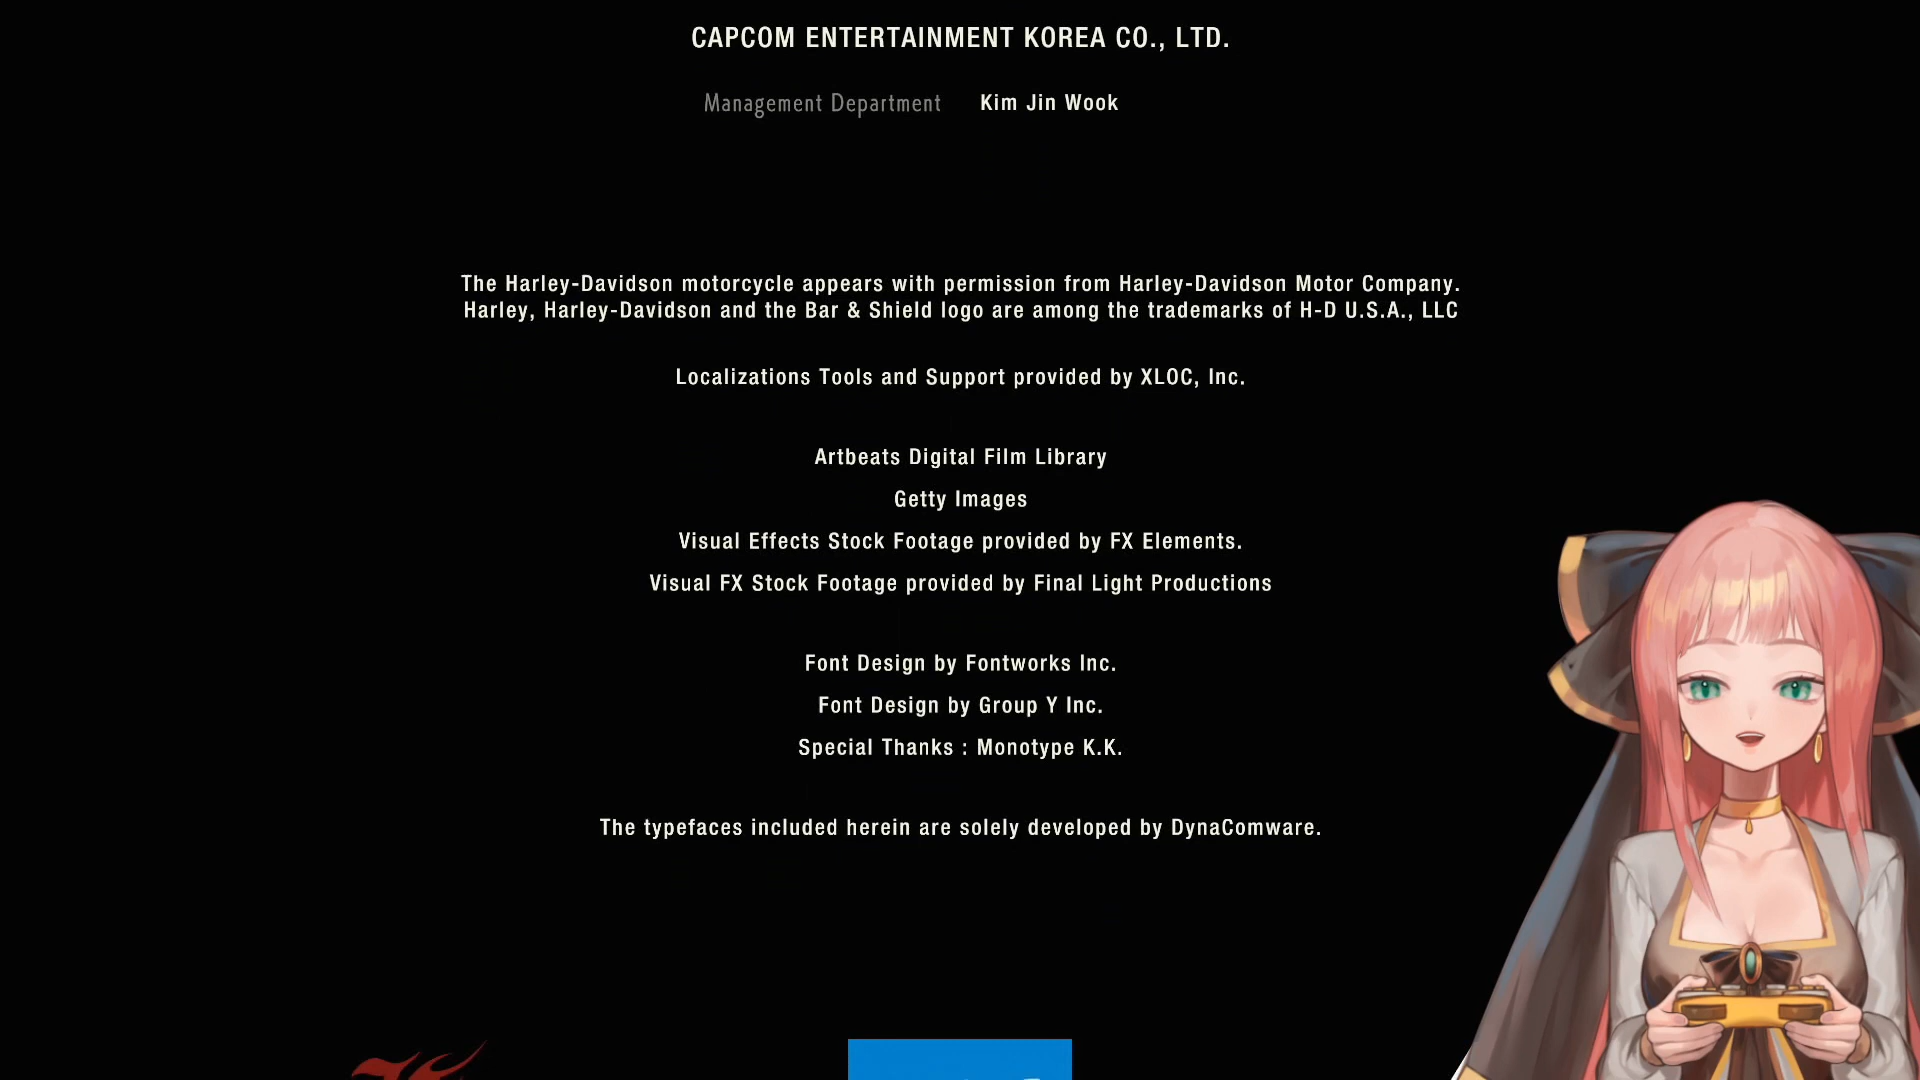 CAPCOM ENTERTAINMENT KOREA CO., LTD.
Management Department Kim Jin Wook
The Harley-Davidson motorcycle appears with permission from Harley-Davidson Motor Company.
Harley, Harley-Davidson and the Bar & Shield logo are among the trademarks of H-D U.S.A., LLC
Localizations Tools and Support provided by XLOC, Inc.
Artbeats Digital Film Library
Getty Images
Visual Effects Stock Footage provided by FX Elements.
Visual FX Stock Footage provided by Final Light Productions
Font Design by Fontworks Inc.
Font Design by Group Y Inc.
Special Thanks : Monotype K.K.
The typefaces included herein are solely developed by DynaComware.